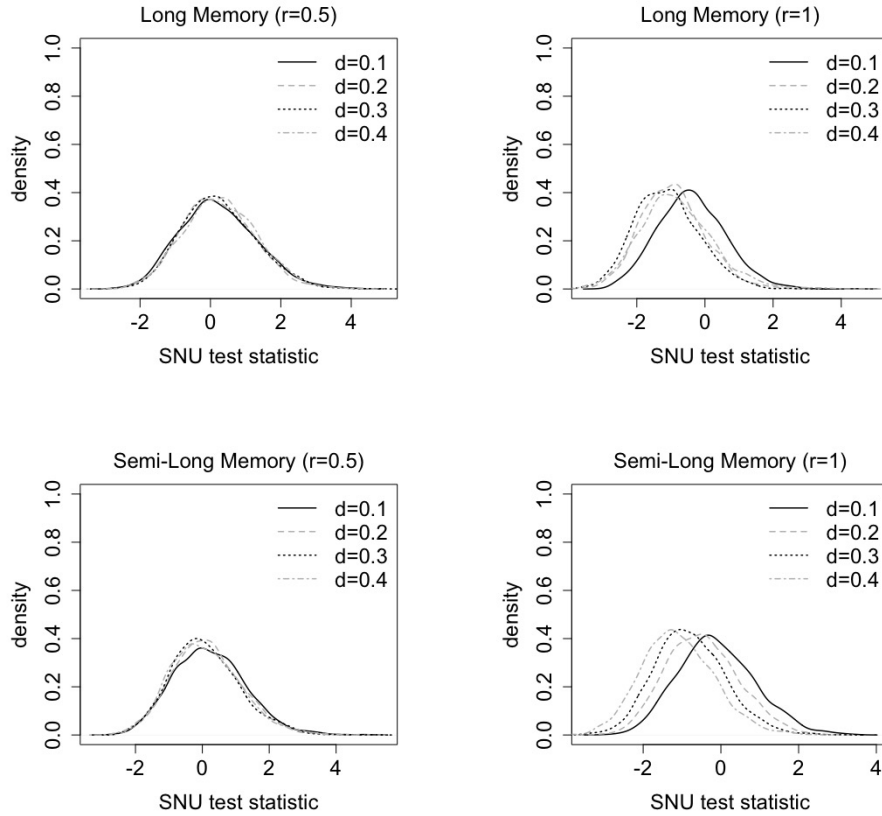 Long Memory (r=0.5)
density
0.0 0.2 0.4 0.6 0.8 1.0
d=0.1
d=0.2
d=0.3
d=0.4
-2 0 2 4
SNU test statistic
Long Memory (r=1)
density
0.0 0.2 0.4 0.6 0.8 1.0
d=0.1
d=0.2
d=0.3
d=0.4
-2 0 2 4
SNU test statistic
Semi-Long Memory (r=0.5)
density
0.0 0.2 0.4 0.6 0.8 1.0
d=0.1
d=0.2
d=0.3
d=0.4
-2 0 2 4
SNU test statistic
Semi-Long Memory (r=1)
density
0.0 0.2 0.4 0.6 0.8 1.0
d=0.1
d=0.2
d=0.3
d=0.4
-2 0 2 4
SNU test statistic